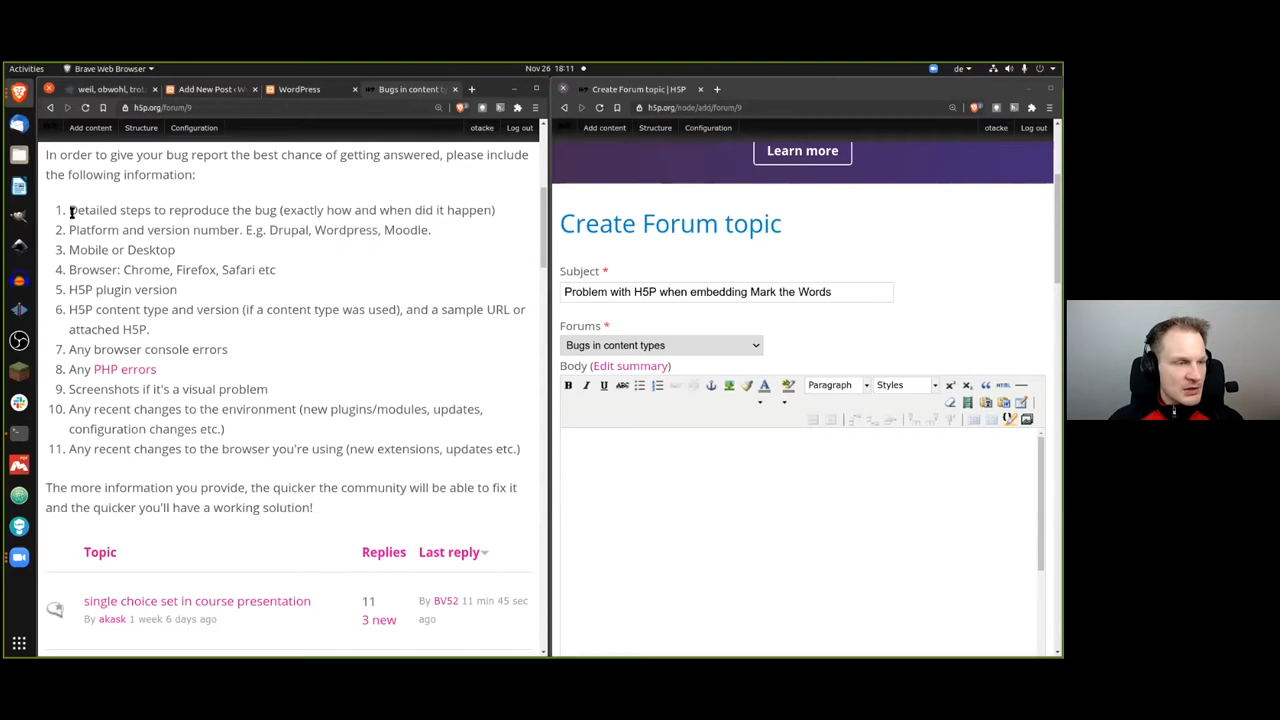 Activities
Brave Web Browser
Nov 26 18:11
de
weil, obwohl, trot
Add New Post ‹ W
WordPress
Bugs in content ty
Create Forum topic | H5P
h5p.org/forum/9
h5p.org/node/add/forum/9
Add content
Structure
Configuration
otacke
Log out
Add content
Structure
Configuration
otacke
Log out
In order to give your bug report the best chance of getting answered, please include
the following information:
1. Detailed steps to reproduce the bug (exactly how and when did it happen)
2. Platform and version number. E.g. Drupal, Wordpress, Moodle.
3. Mobile or Desktop
4. Browser: Chrome, Firefox, Safari etc
5. H5P plugin version
6. H5P content type and version (if a content type was used), and a sample URL or
attached H5P.
7. Any browser console errors
8. Any PHP errors
9. Screenshots if it's a visual problem
10. Any recent changes to the environment (new plugins/modules, updates,
configuration changes etc.)
11. Any recent changes to the browser you're using (new extensions, updates etc.)
The more information you provide, the quicker the community will be able to fix it
and the quicker you'll have a working solution!
Topic
Replies
Last reply
single choice set in course presentation
By akask 1 week 6 days ago
11
3 new
By BV52 11 min 45 sec
ago
Learn more
Create Forum topic
Subject *
Problem with H5P when embedding Mark the Words
Forums *
Bugs in content types
Body (Edit summary)
B I U ABC
Paragraph
Styles
HTML